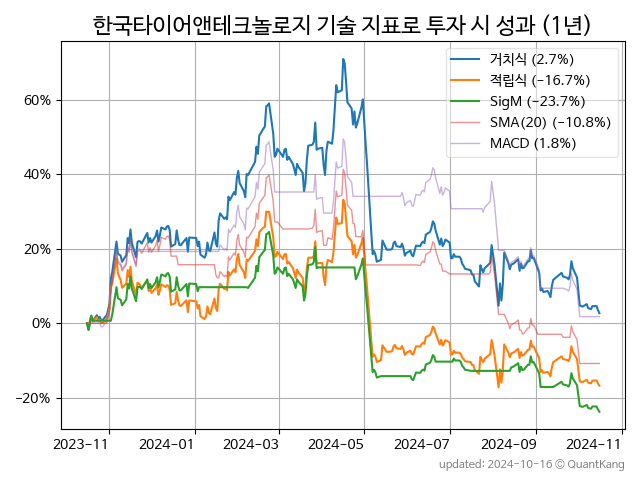 한국타이어앤테크놀로지 기술 지표로 투자 시 성과 (1년)
거치식 (2.7%)
적립식 (−16.7%)
SigM (−23.7%)
SMA(20) (−10.8%)
MACD (1.8%)
60%
40%
20%
0%
−20%
2023-11 2024-01 2024-03 2024-05 2024-07 2024-09 2024-11
updated: 2024-10-16 © QuantKang